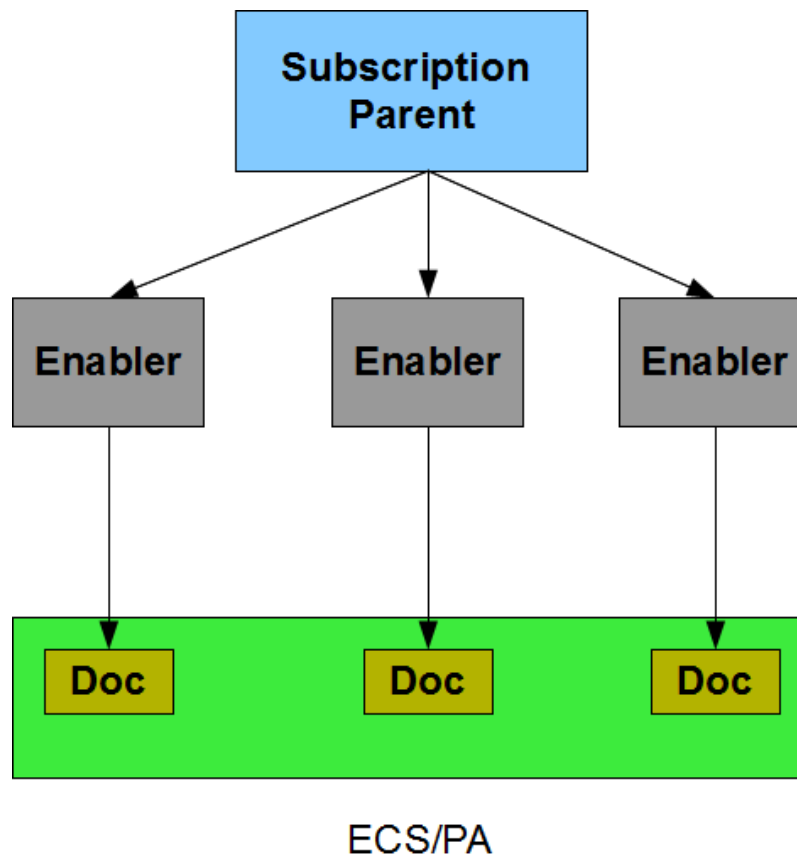 Subscription
Parent
Enabler
Enabler
Enabler
Doc
Doc
Doc
ECS/PA